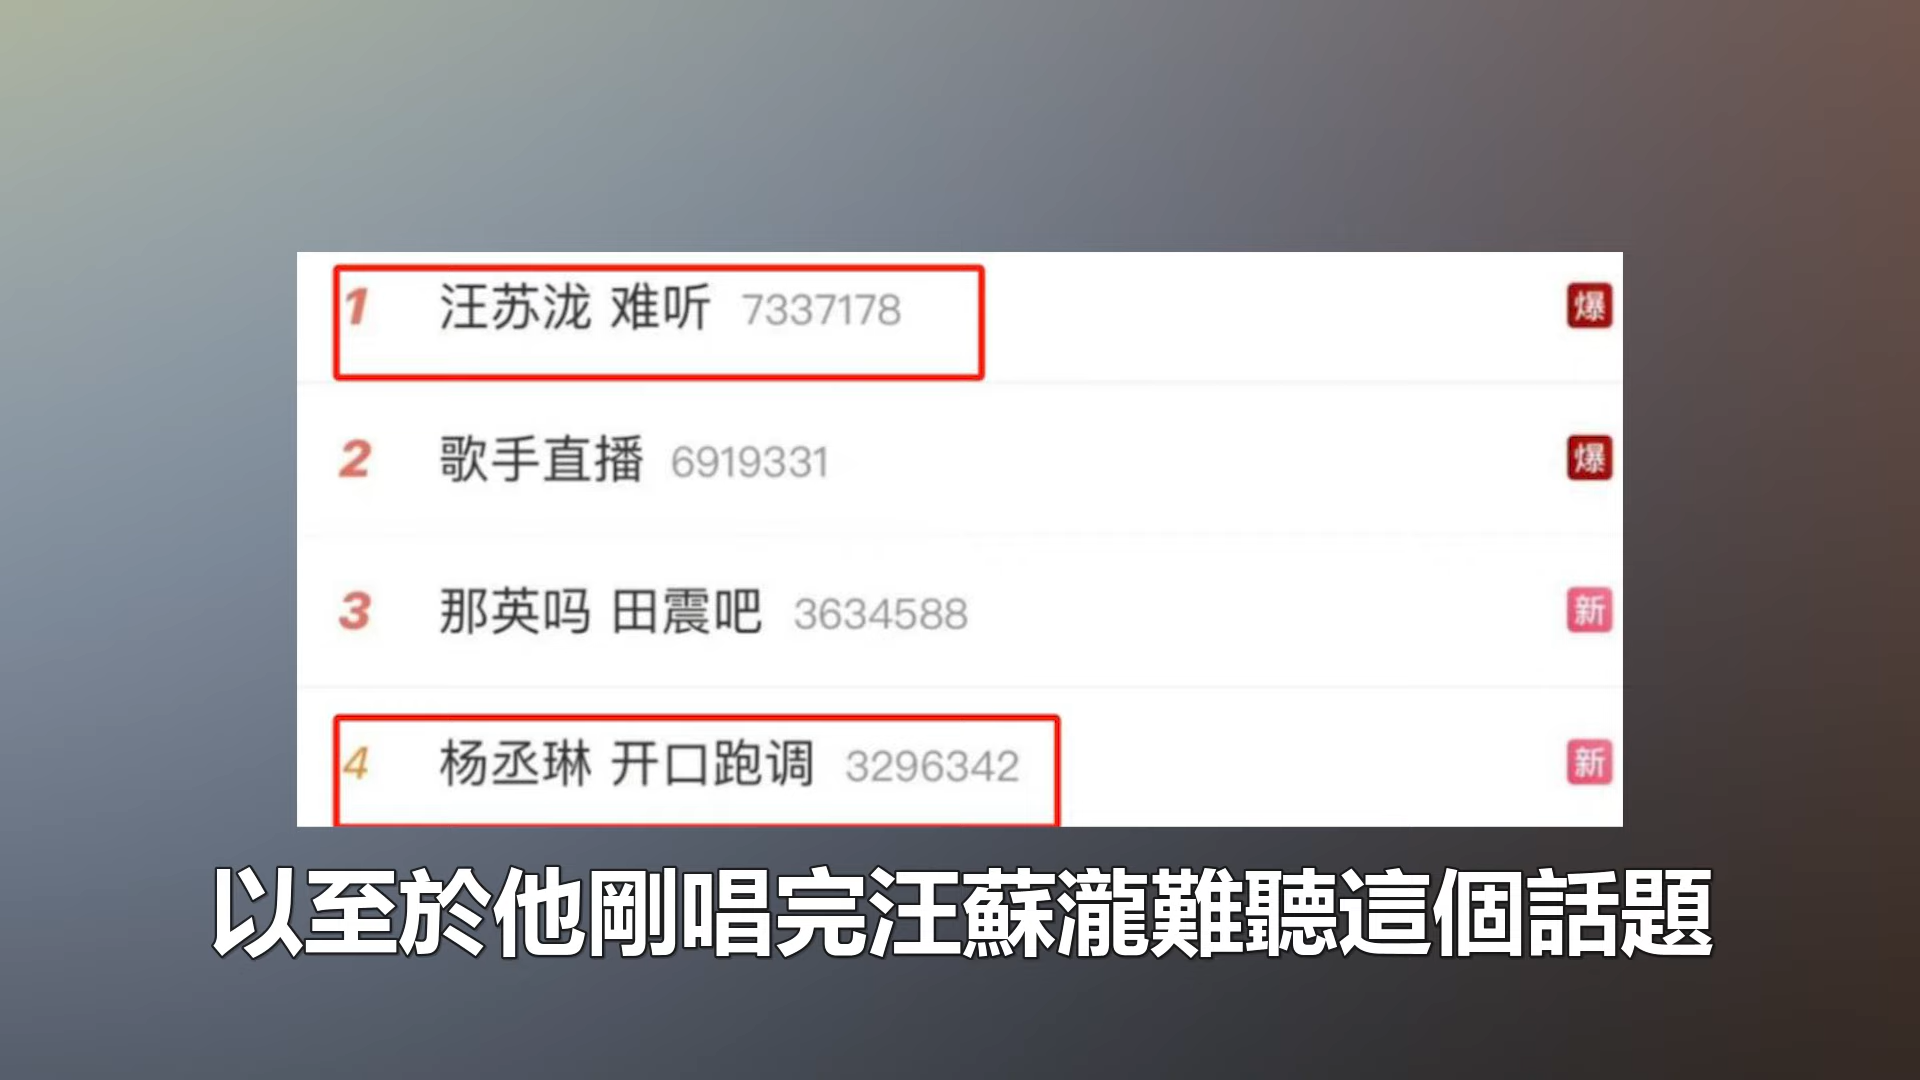 1 汪苏泷 难听 7337178 爆
2 歌手直播 6919331 爆
3 那英吗 田震吧 3634588 新
4 杨丞琳 开口跑调 3296342 新
以至於他剛唱完汪蘇瀧難聽這個話題